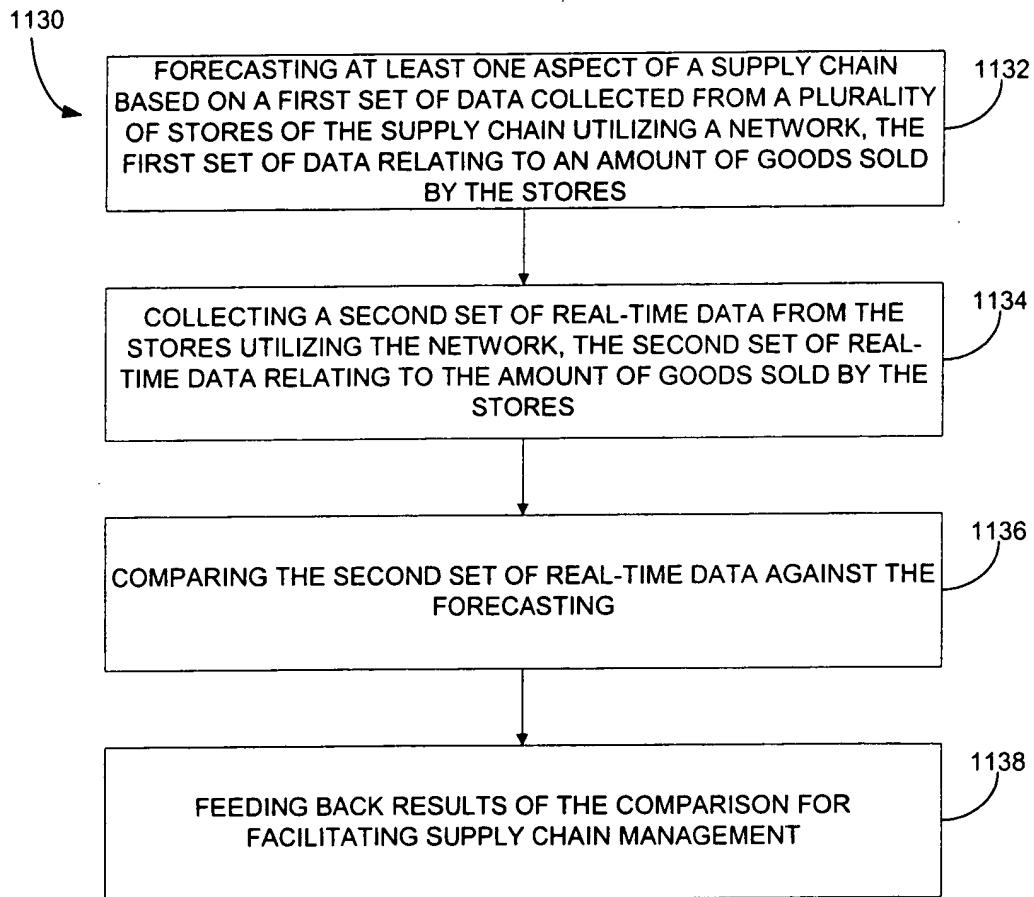 1130
FORECASTING AT LEAST ONE ASPECT OF A SUPPLY CHAIN
BASED ON A FIRST SET OF DATA COLLECTED FROM A PLURALITY
OF STORES OF THE SUPPLY CHAIN UTILIZING A NETWORK, THE
FIRST SET OF DATA RELATING TO AN AMOUNT OF GOODS SOLD
BY THE STORES
1132
COLLECTING A SECOND SET OF REAL-TIME DATA FROM THE
STORES UTILIZING THE NETWORK, THE SECOND SET OF REAL-
TIME DATA RELATING TO THE AMOUNT OF GOODS SOLD BY THE
STORES
1134
COMPARING THE SECOND SET OF REAL-TIME DATA AGAINST THE
FORECASTING
1136
FEEDING BACK RESULTS OF THE COMPARISON FOR
FACILITATING SUPPLY CHAIN MANAGEMENT
1138